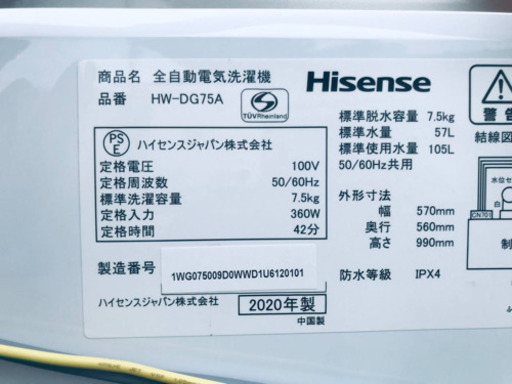 商品名 全自動電気洗濯機
品番 HW-DG75A
TÜVRheinland
Hisense
警告
PS
E
ハイセンスジャパン株式会社
定格電圧 100V
定格周波数 50/60Hz
標準洗濯容量 7.5kg
定格入力 360W
定格時間 42分
製造番号 1WG075009D0WWD1U6120101
ハイセンスジャパン株式会社
2020年製
中国製
標準脱水容量 7.5kg
標準水量 57L
標準使用水量 105L
50/60Hz共用
外形寸法
幅 570mm
奥行 560mm
高さ 990mm
防水等級 IPX4
結線図
水位セ
白
CN701
制